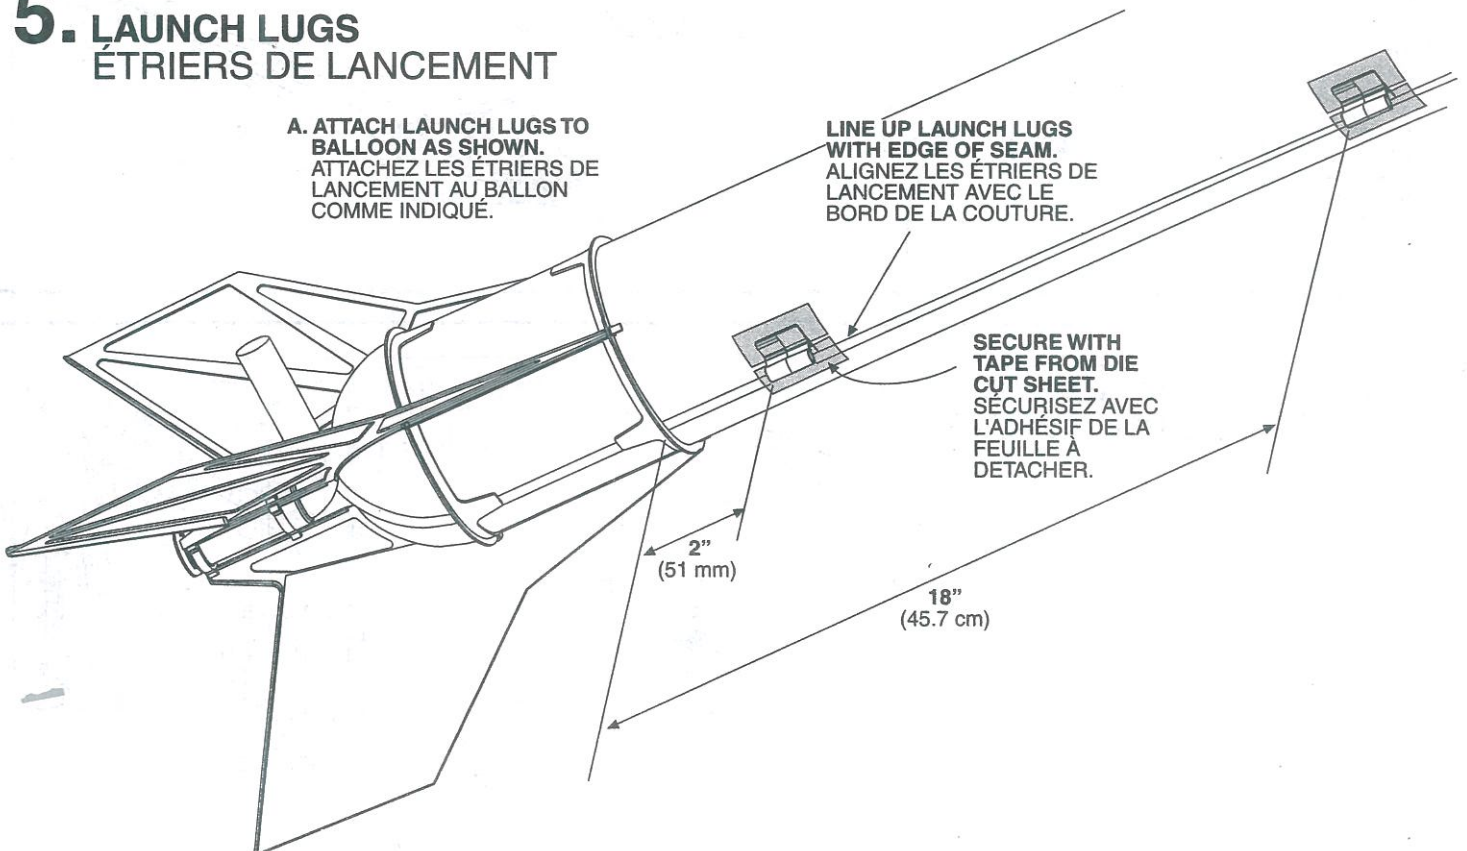 5. LAUNCH LUGS
ÉTRIERS DE LANCEMENT
A. ATTACH LAUNCH LUGS TO
BALLOON AS SHOWN.
ATTACHEZ LES ÉTRIERS DE
LANCEMENT AU BALLON
COMME INDIQUÉ.
LINE UP LAUNCH LUGS
WITH EDGE OF SEAM.
ALIGNEZ LES ÉTRIERS DE
LANCEMENT AVEC LE
BORD DE LA COUTURE.
SECURE WITH
TAPE FROM DIE
CUT SHEET.
SÉCURISEZ AVEC
L'ADHÉSIF DE LA
FEUILLE À
DETACHER.
2”
(51 mm)
18”
(45.7 cm)